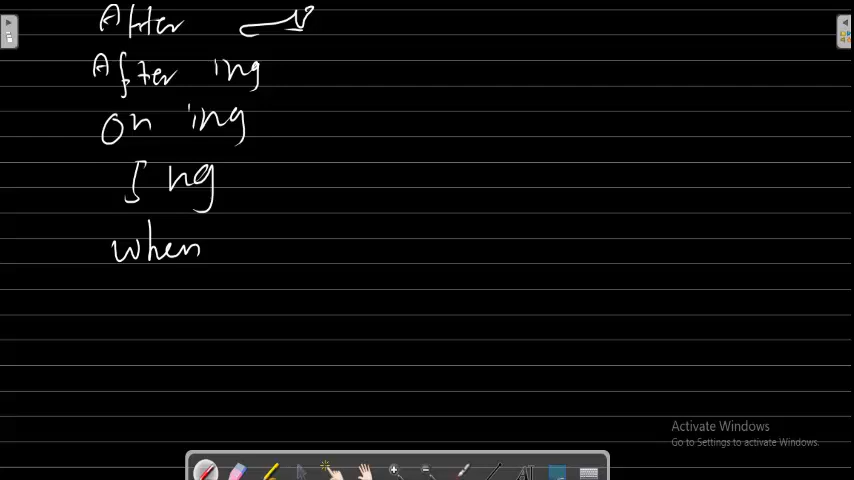 After
After ing
On ing
Ing
when
Activate Windows
Go to Settings to activate Windows.